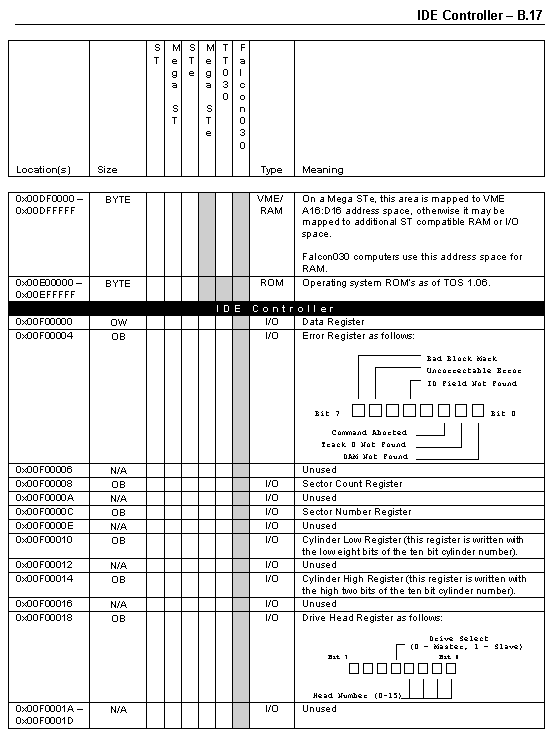 IDE Controller – B.17
Location(s) Size ST Mega ST STe Mega STe TT030 Falcon030 Type Meaning
0x00DF0000 – BYTE VME/ On a Mega STe, this area is mapped to VME
0x00DFFFFF RAM A16:D16 address space, otherwise it may be
mapped to additional ST compatible RAM or I/O
space.
Falcon030 computers use this address space for
RAM.
0x00E00000 – BYTE ROM Operating system ROM's as of TOS 1.06.
0x00EFFFFF
IDE Controller
0x00F00000 OW I/O Data Register
0x00F00004 OB I/O Error Register as follows:
Bad Block Mark
Uncorrectable Error
ID Field Not Found
Bit 7 Bit 0
Command Aborted
Track 0 Not Found
DAM Not Found
0x00F00006 N/A Unused
0x00F00008 OB I/O Sector Count Register
0x00F0000A N/A I/O Unused
0x00F0000C OB I/O Sector Number Register
0x00F0000E N/A I/O Unused
0x00F00010 OB I/O Cylinder Low Register (this register is written with
the low eight bits of the ten bit cylinder number).
0x00F00012 N/A I/O Unused
0x00F00014 OB I/O Cylinder High Register (this register is written with
the high two bits of the ten bit cylinder number).
0x00F00016 N/A I/O Unused
0x00F00018 OB I/O Drive Head Register as follows:
Drive Select
(0 - Master, 1 - Slave)
Bit 7 Bit 0
Head Number (0-15)
0x00F0001A – N/A I/O Unused
0x00F0001D